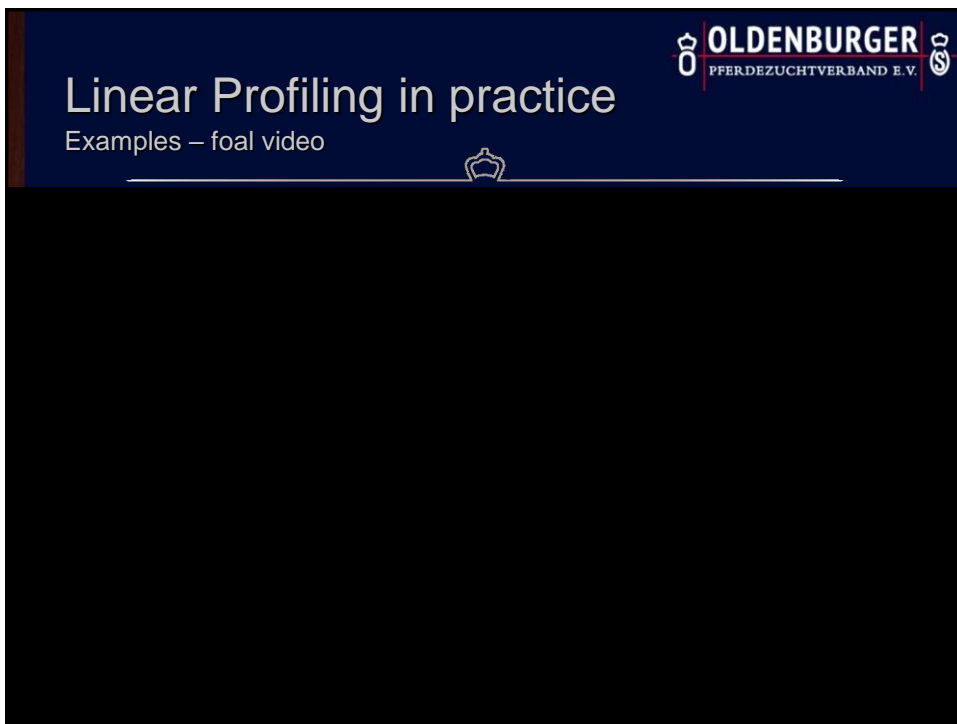 OLDENBURGER
PFERDEZUCHTVERBAND E.V.
Linear Profiling in practice
Examples – foal video